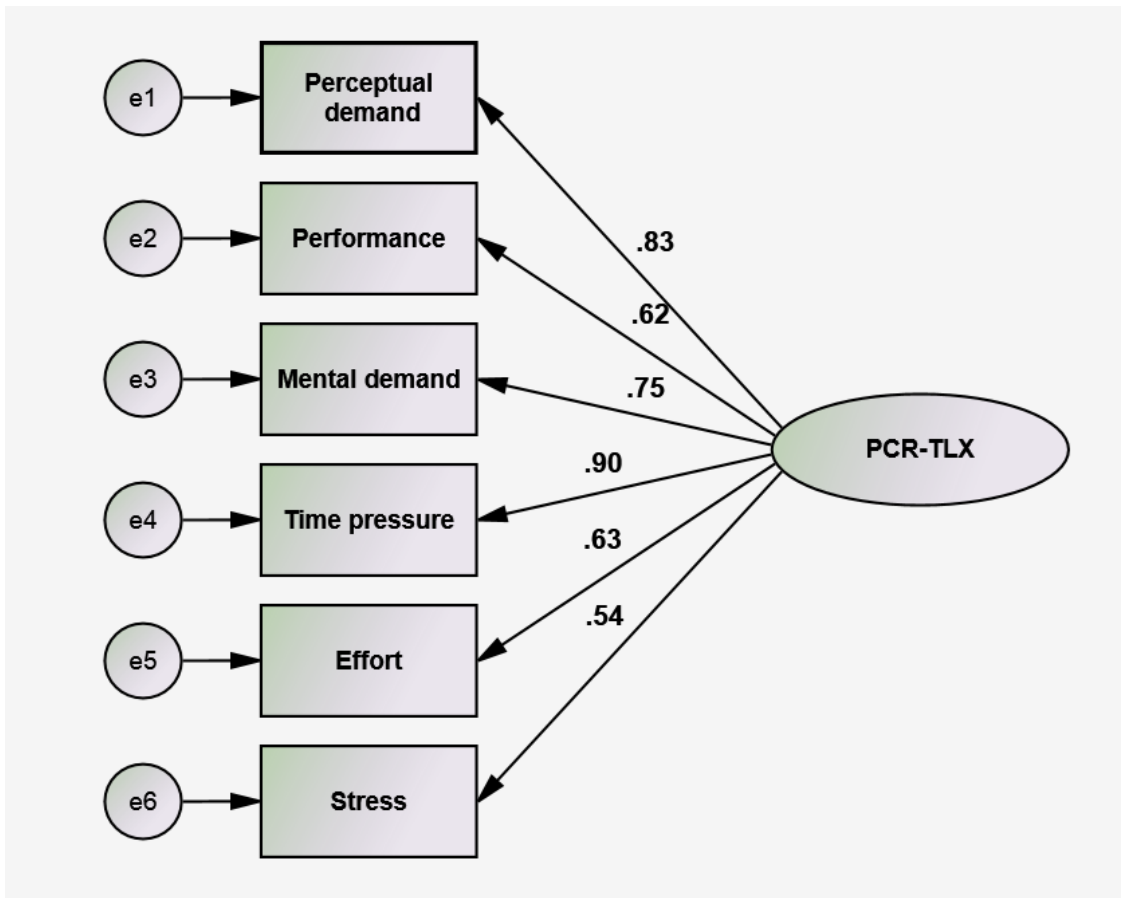 e1
Perceptual
demand
e2
Performance
e3
Mental demand
e4
Time pressure
e5
Effort
e6
Stress
.83
.62
.75
.90
.63
.54
PCR-TLX